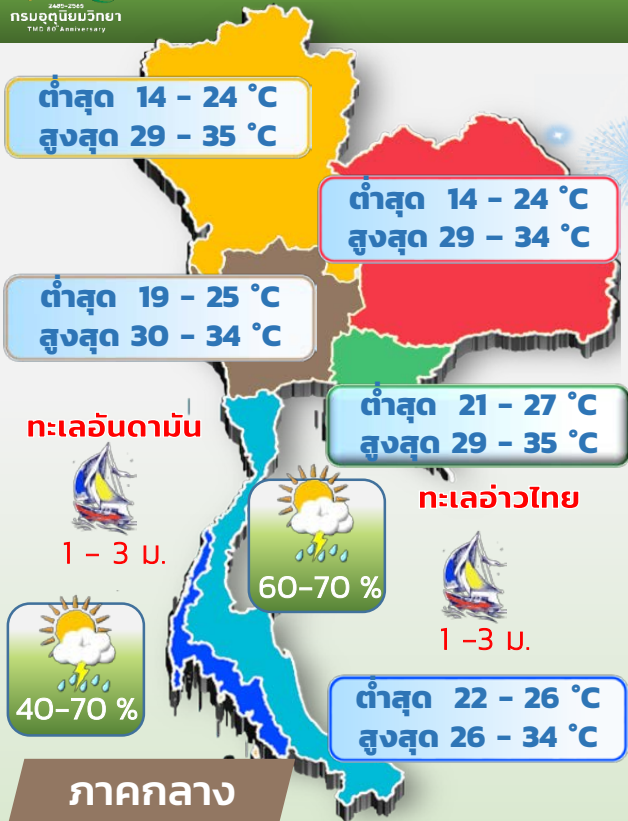 2485-2565
กรมอุตุนิยมวิทยา
TMD 80 Anniversary
ต่ำสุด 14 - 24 °C
สูงสุด 29 - 35 °C
ต่ำสุด 14 - 24 °C
สูงสุด 29 – 34 °C
ต่ำสุด 19 - 25 °C
สูงสุด 30 - 34 °C
ต่ำสุด 21 - 27 °C
สูงสุด 29 - 35 °C
ทะเลอันดามัน
1 – 3 ม.
ทะเลอ่าวไทย
60-70 %
1 -3 ม.
40-70 %
ต่ำสุด 22 - 26 °C
สูงสุด 26 - 34 °C
ภาคกลาง